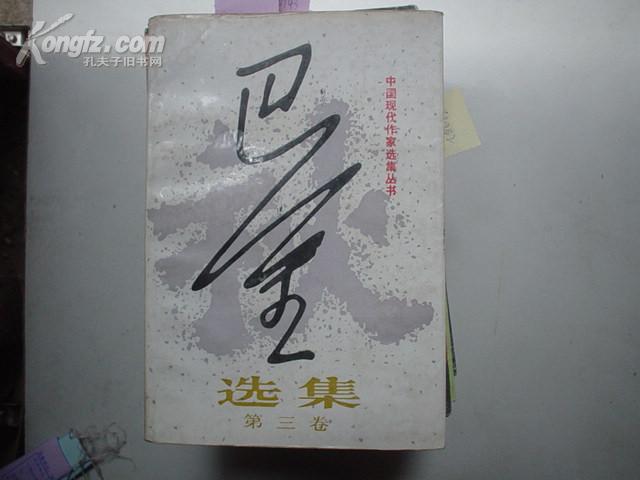 Kongfz.com
孔夫子旧书网
中国现代作家选集丛书
巴金
选集
第三卷